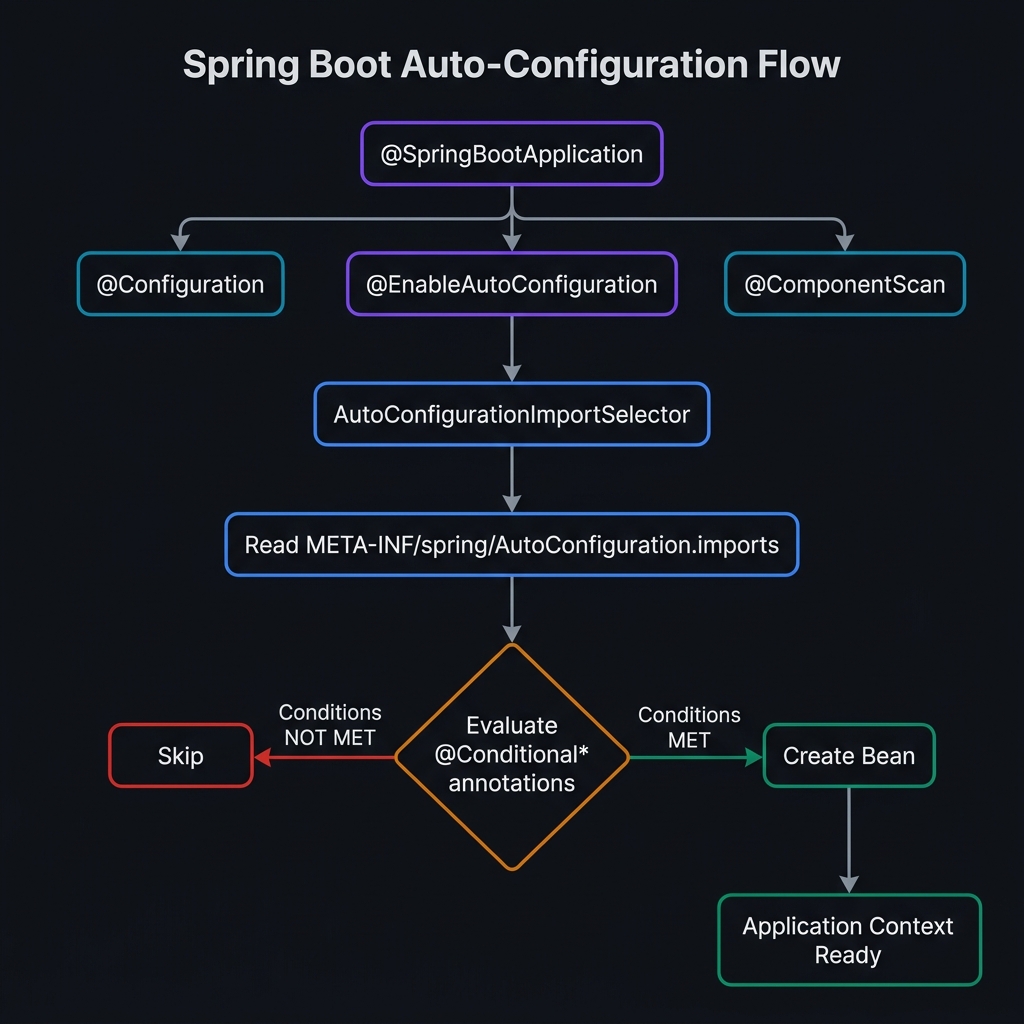 Spring Boot Auto-Configuration Flow
@SpringBootApplication
@Configuration
@EnableAutoConfiguration
@ComponentScan
AutoConfigurationImportSelector
Read META-INF/spring/AutoConfiguration.imports
Conditions
NOT MET
Conditions
MET
Skip
Evaluate
@Conditional*
annotations
Create Bean
Application Context
Ready